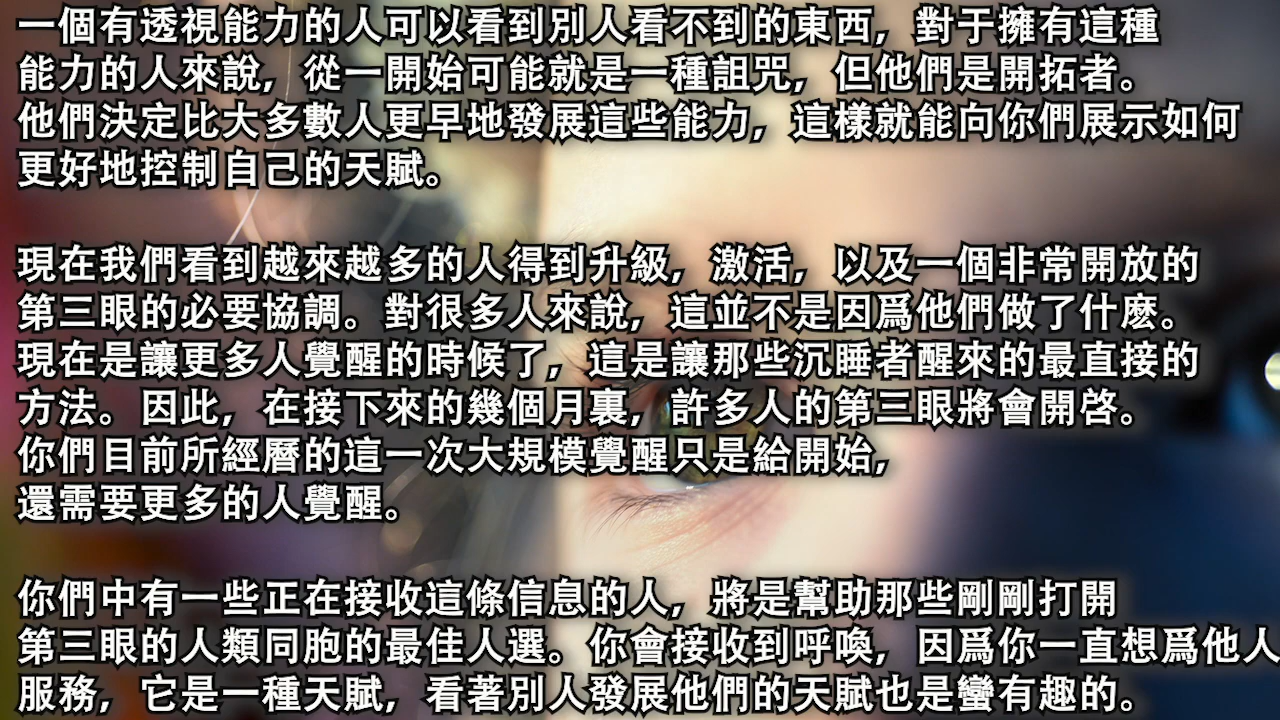 一個有透視能力的人可以看到別人看不到的東西，對于擁有這種
能力的人來說，從一開始可能就是一種詛咒，但他們是開拓者。
他們決定比大多數人更早地發展這些能力，這樣就能向你們展示如何
更好地控制自己的天賦。
現在我們看到越來越多的人得到升級，激活，以及一個非常開放的
第三眼的必要協調。對很多人來說，這並不是因爲他們做了什麼。
現在是讓更多人覺醒的時候了，這是讓那些沉睡者醒來的最直接的
方法。因此，在接下來的幾個月裏，許多人的第三眼將會開啓。
你們目前所經曆的這一次大規模覺醒只是給開始，
還需要更多的人覺醒。
你們中有一些正在接收這條信息的人，將是幫助那些剛剛打開
第三眼的人類同胞的最佳人選。你會接收到呼喚，因爲你一直想爲他人
服務，它是一種天賦，看著別人發展他們的天賦也是蠻有趣的。